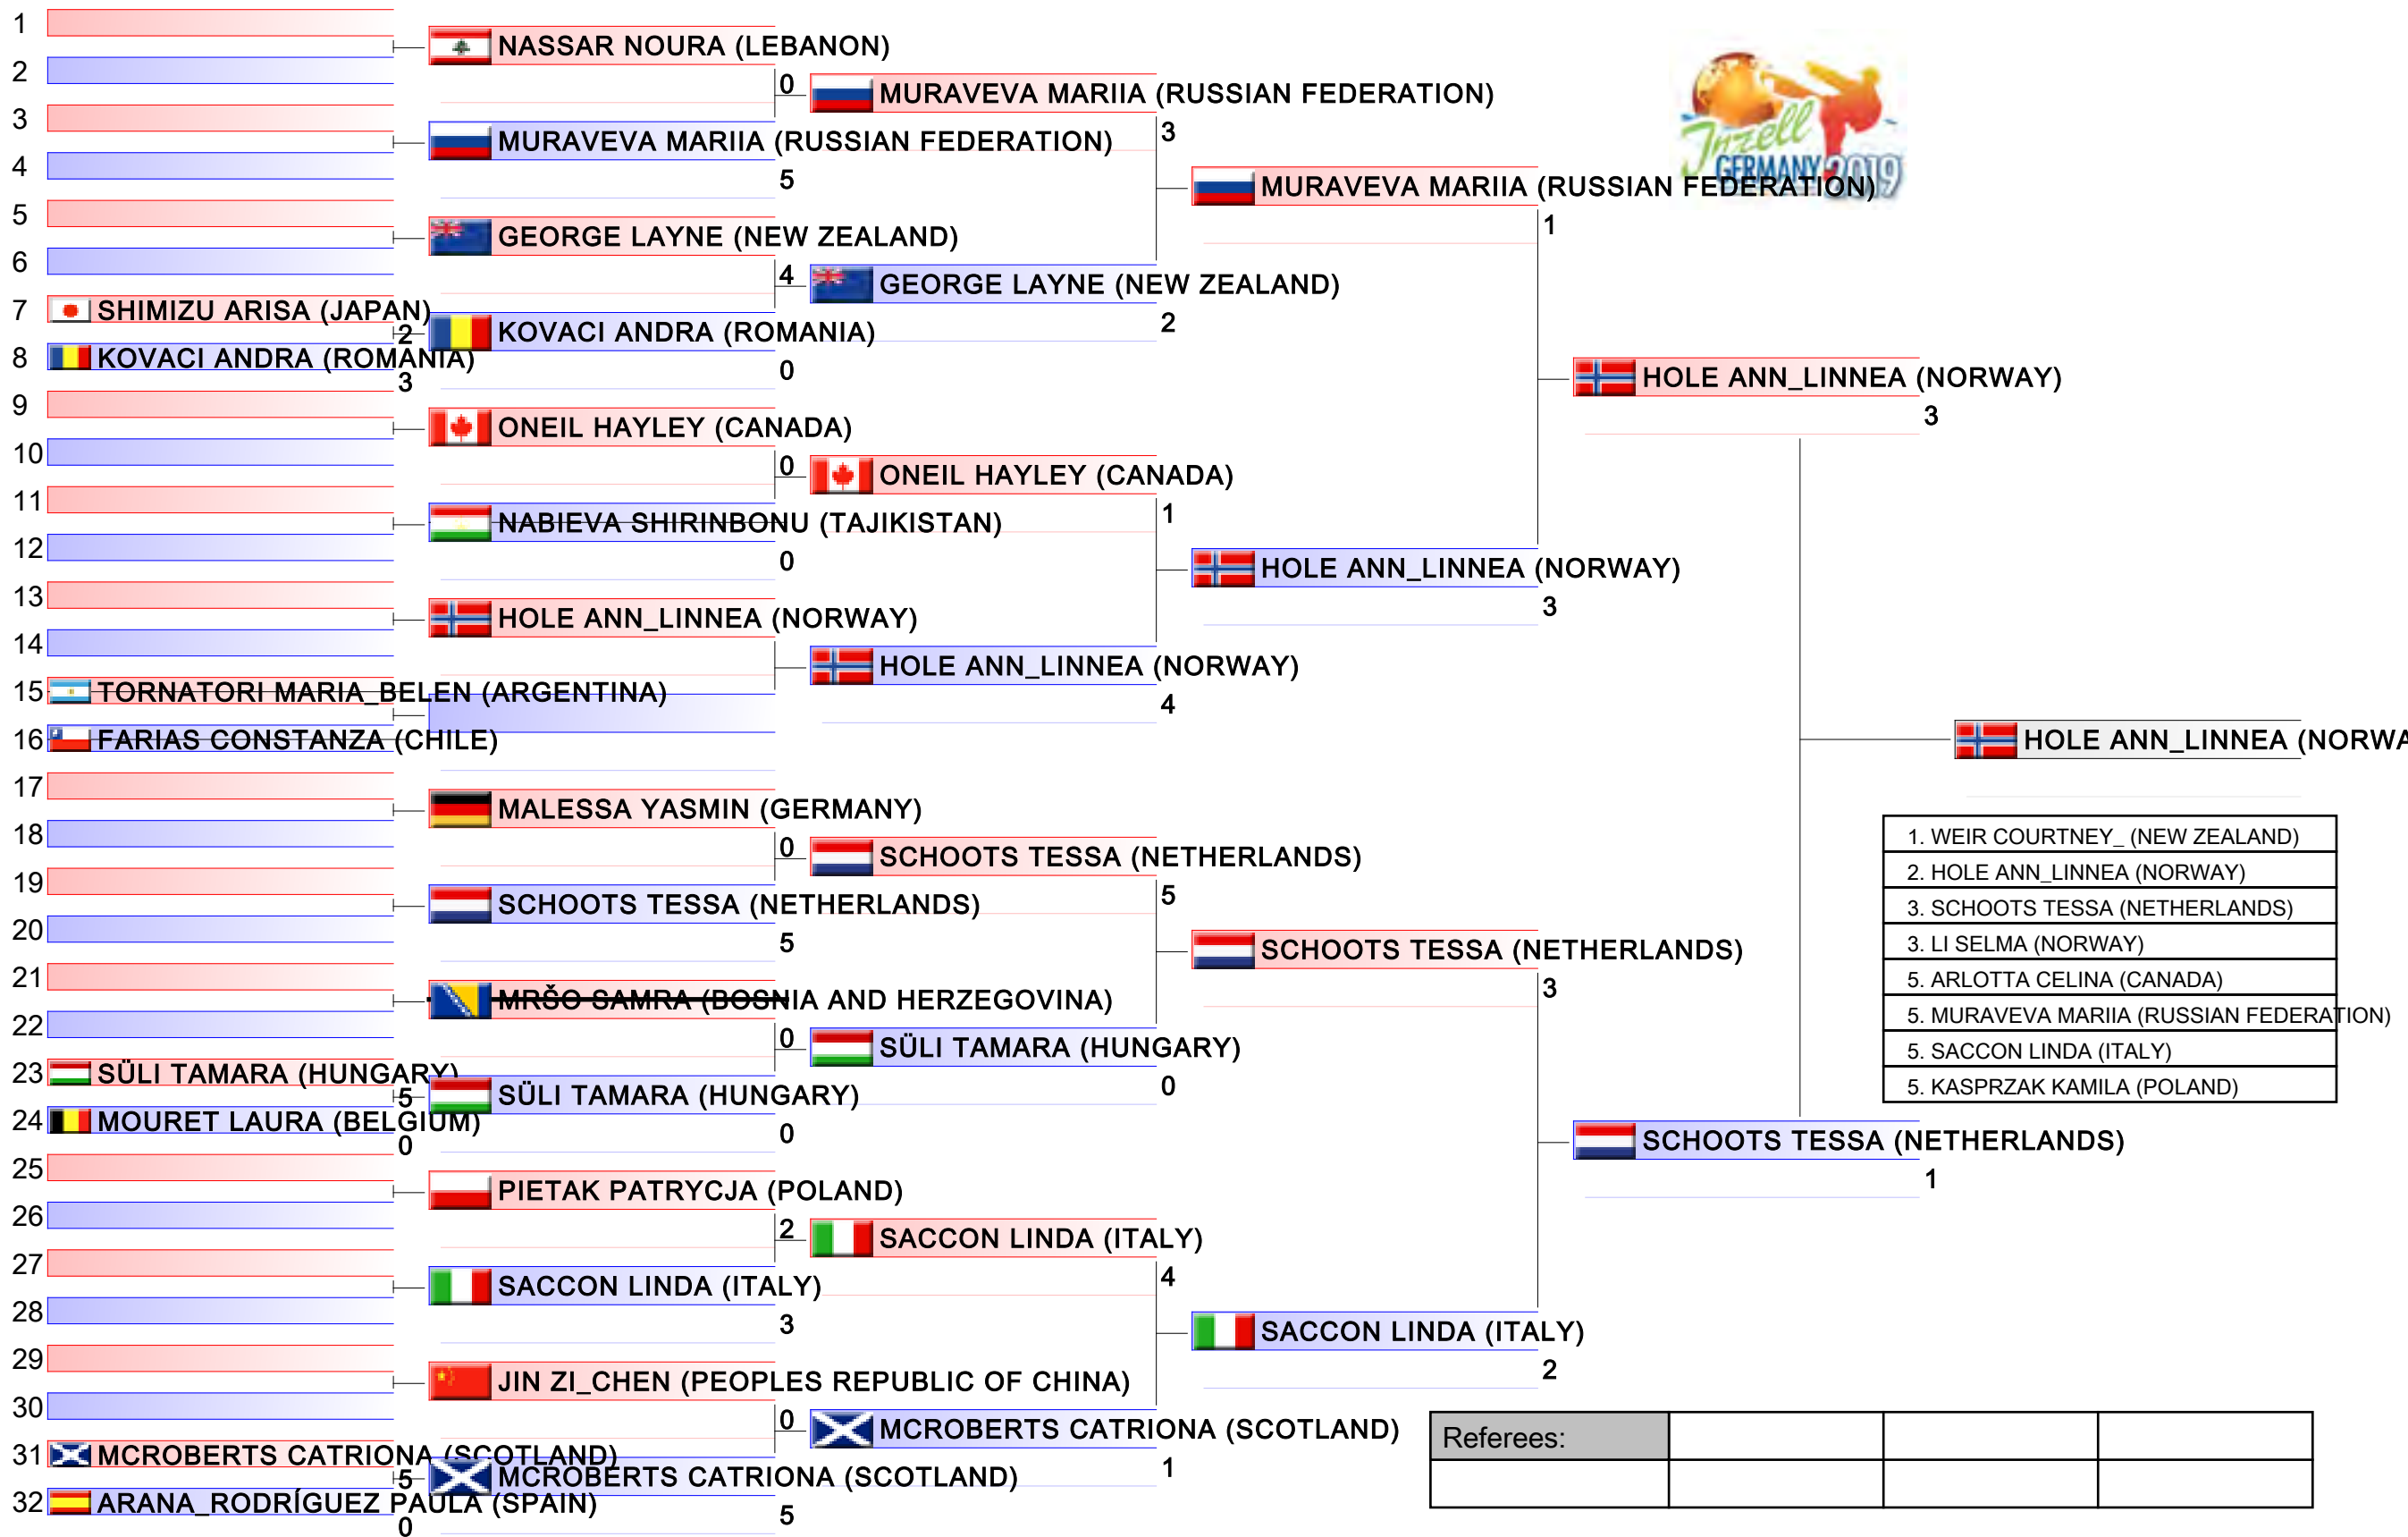 1
NASSAR NOURA (LEBANON)
2
0
MURAVEVA MARIIA (RUSSIAN FEDERATION)
3
3
MURAVEVA MARIIA (RUSSIAN FEDERATION)
4
5
Inzell
GERMANY 2019
MURAVEVA MARIIA (RUSSIAN FEDERATION)
1
5
GEORGE LAYNE (NEW ZEALAND)
6
4
GEORGE LAYNE (NEW ZEALAND)
2
7 SHIMIZU ARISA (JAPAN)
2
KOVACI ANDRA (ROMANIA)
0
8 KOVACI ANDRA (ROMANIA)
3
HOLE ANN_LINNEA (NORWAY)
3
9
ONEIL HAYLEY (CANADA)
10
0
ONEIL HAYLEY (CANADA)
1
11
NABIEVA SHIRINBONU (TAJIKISTAN)
12
0
HOLE ANN_LINNEA (NORWAY)
3
13
HOLE ANN_LINNEA (NORWAY)
14
HOLE ANN_LINNEA (NORWAY)
4
15 TORNATORI MARIA_BELEN (ARGENTINA)
16 FARIAS CONSTANZA (CHILE)
HOLE ANN_LINNEA (NORWA
17
MALESSA YASMIN (GERMANY)
18
0
SCHOOTS TESSA (NETHERLANDS)
5
19
SCHOOTS TESSA (NETHERLANDS)
20
5
SCHOOTS TESSA (NETHERLANDS)
3
1. WEIR COURTNEY_ (NEW ZEALAND)
2. HOLE ANN_LINNEA (NORWAY)
3. SCHOOTS TESSA (NETHERLANDS)
3. LI SELMA (NORWAY)
5. ARLOTTA CELINA (CANADA)
5. MURAVEVA MARIIA (RUSSIAN FEDERATION)
5. SACCON LINDA (ITALY)
5. KASPRZAK KAMILA (POLAND)
21
MRŠO SAMRA (BOSNIA AND HERZEGOVINA)
22
0
SÜLI TAMARA (HUNGARY)
0
23 SÜLI TAMARA (HUNGARY)
5
SÜLI TAMARA (HUNGARY)
0
24 MOURET LAURA (BELGIUM)
0
SCHOOTS TESSA (NETHERLANDS)
1
25
PIETAK PATRYCJA (POLAND)
26
2
SACCON LINDA (ITALY)
4
27
SACCON LINDA (ITALY)
28
3
SACCON LINDA (ITALY)
2
29
JIN ZI_CHEN (PEOPLES REPUBLIC OF CHINA)
30
0
MCROBERTS CATRIONA (SCOTLAND)
1
31 MCROBERTS CATRIONA (SCOTLAND)
5
MCROBERTS CATRIONA (SCOTLAND)
5
32 ARANA_RODRÍGUEZ PAULA (SPAIN)
0
Referees: